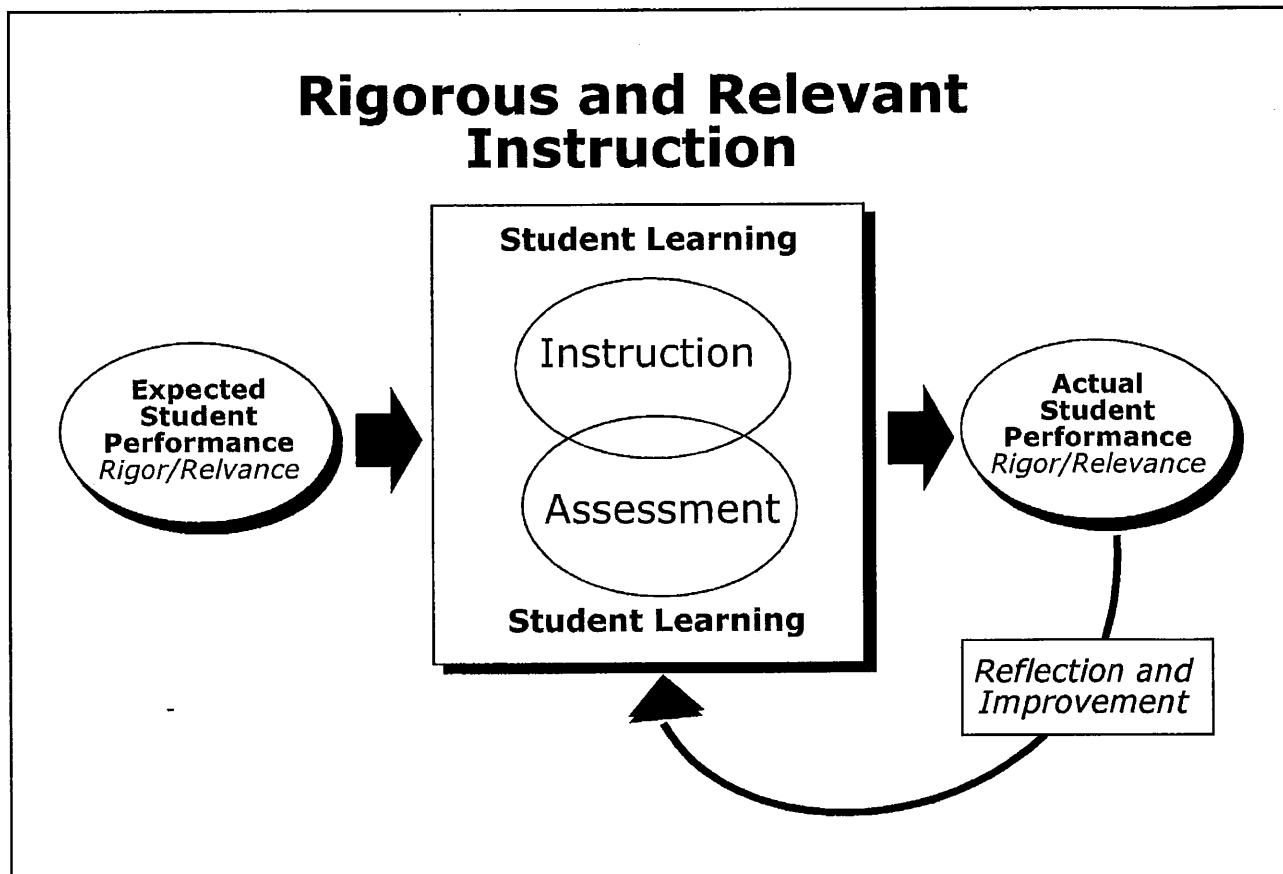 Rigorous and Relevant
Instruction
Student Learning
Instruction
Assessment
Student Learning
Expected
Student
Performance
Rigor/Relvance
Actual
Student
Performance
Rigor/Relevance
Reflection and
Improvement